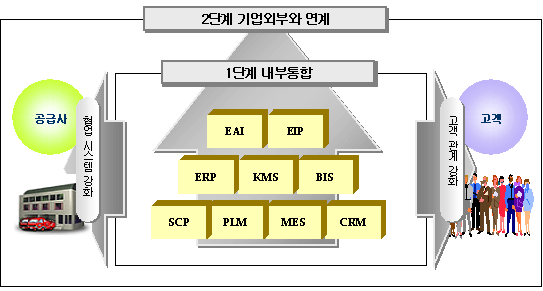 2단계 기업외부와 연계
1단계 내부통합
공급사
협업 시스템 강화
EAI EIP
ERP KMS BIS
SCP PLM MES CRM
고객 관계 강화
고객